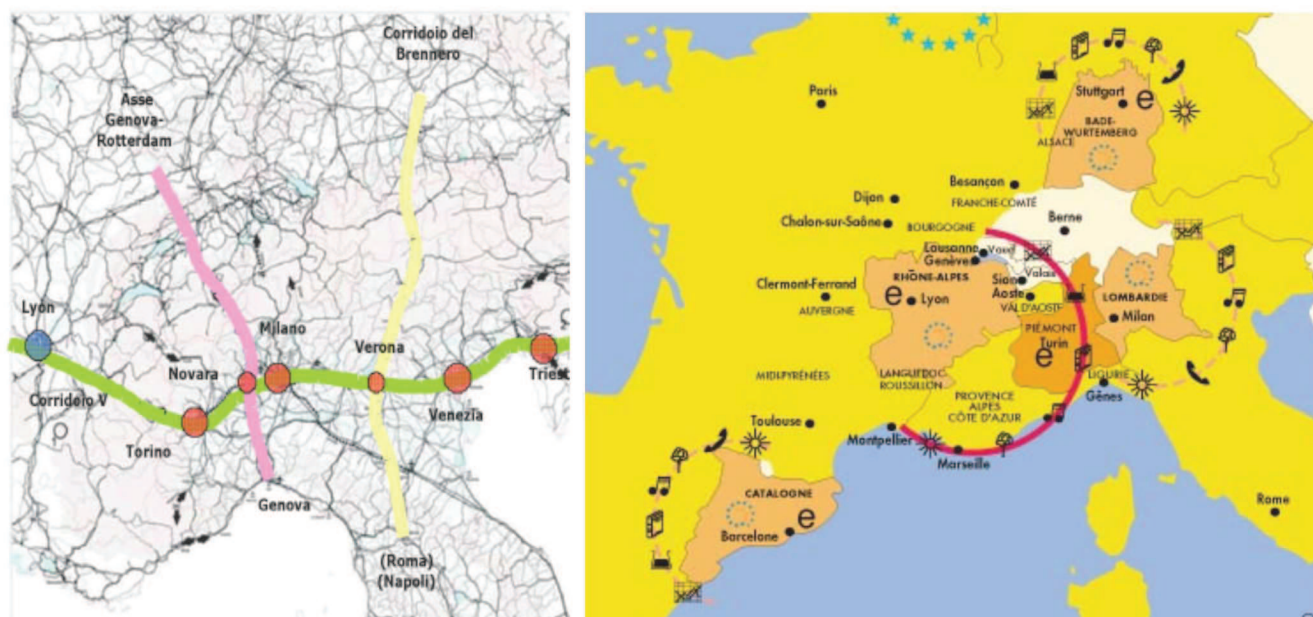 Corridoio del
Brennero
Asse
Genova-
Rotterdam
Lyon
Milano
Verona
Novara
Triest
Corridoio V
Venezia
Torino
Genova
(Roma)
(Napoli)
Paris
Stuttgart
e
BADE-
WURTEMBERG
ALSACE
Besançon
FRANCHE-COMTÉ
Dijon
Berne
Chalon-sur-Saône
BOURGOGNE
Lausanne
Vaud
Genève
RHÔNE-ALPES
Sion
Valais
Clermont-Ferrand
e
Lyon
Aoste
VAL D'AOSTE
LOMBARDIE
AUVERGNE
Milan
PIÉMONT
Turin
e
MIDI-PYRÉNÉES
LANGUEDOC
ROUSSILLON
LIGURIE
Gênes
PROVENCE
ALPES
CÔTE D'AZUR
Toulouse
Montpellier
Marseille
CATALOGNE
e
Barcelone
Rome